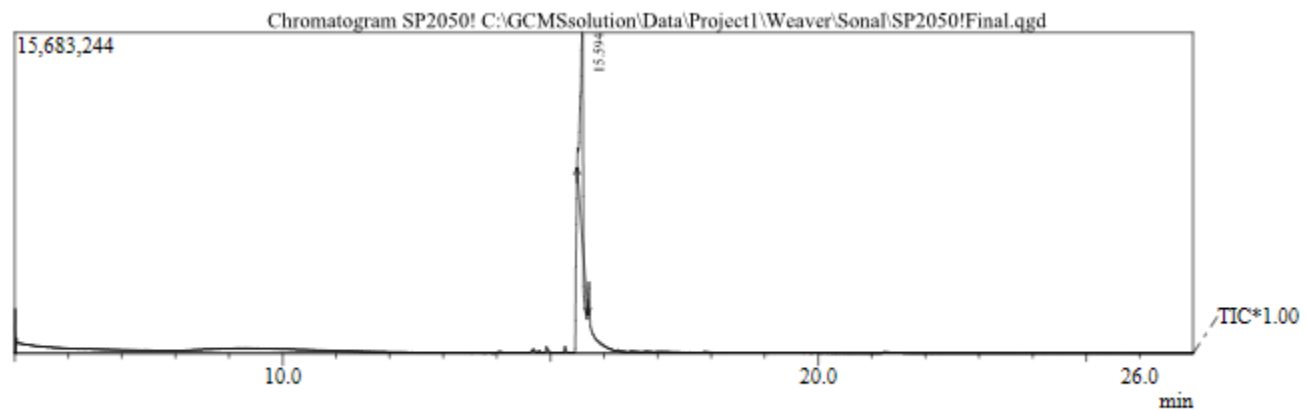 Chromatogram SP2050! C:\GCMSsolution\Data\Project1\Weaver\Sonal\SP2050!Final.qgd
15,683,244
15.594
TIC*1.00
10.0 20.0 26.0
min